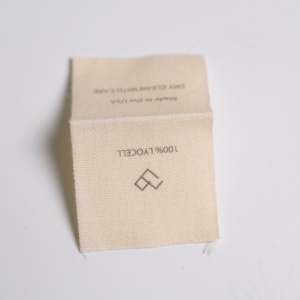 100% LYOCELL
Made in the USA
DRY CLEAN WITH CARE